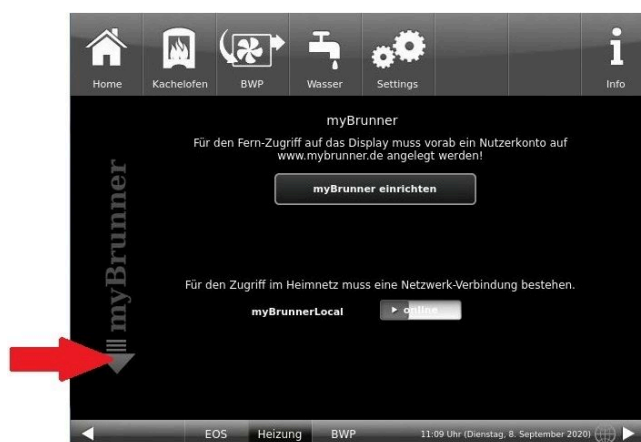 Home
Kachelofen
BWP
Wasser
Settings
Info
myBrunner
myBrunner
Für den Fern-Zugriff auf das Display muss vorab ein Nutzerkonto auf
www.mybrunner.de angelegt werden!
myBrunner einrichten
Für den Zugriff im Heimnetz muss eine Netzwerk-Verbindung bestehen.
myBrunnerLocal
online
EOS
Heizung
BWP
11:09 Uhr (Dienstag, 8. September 2020)